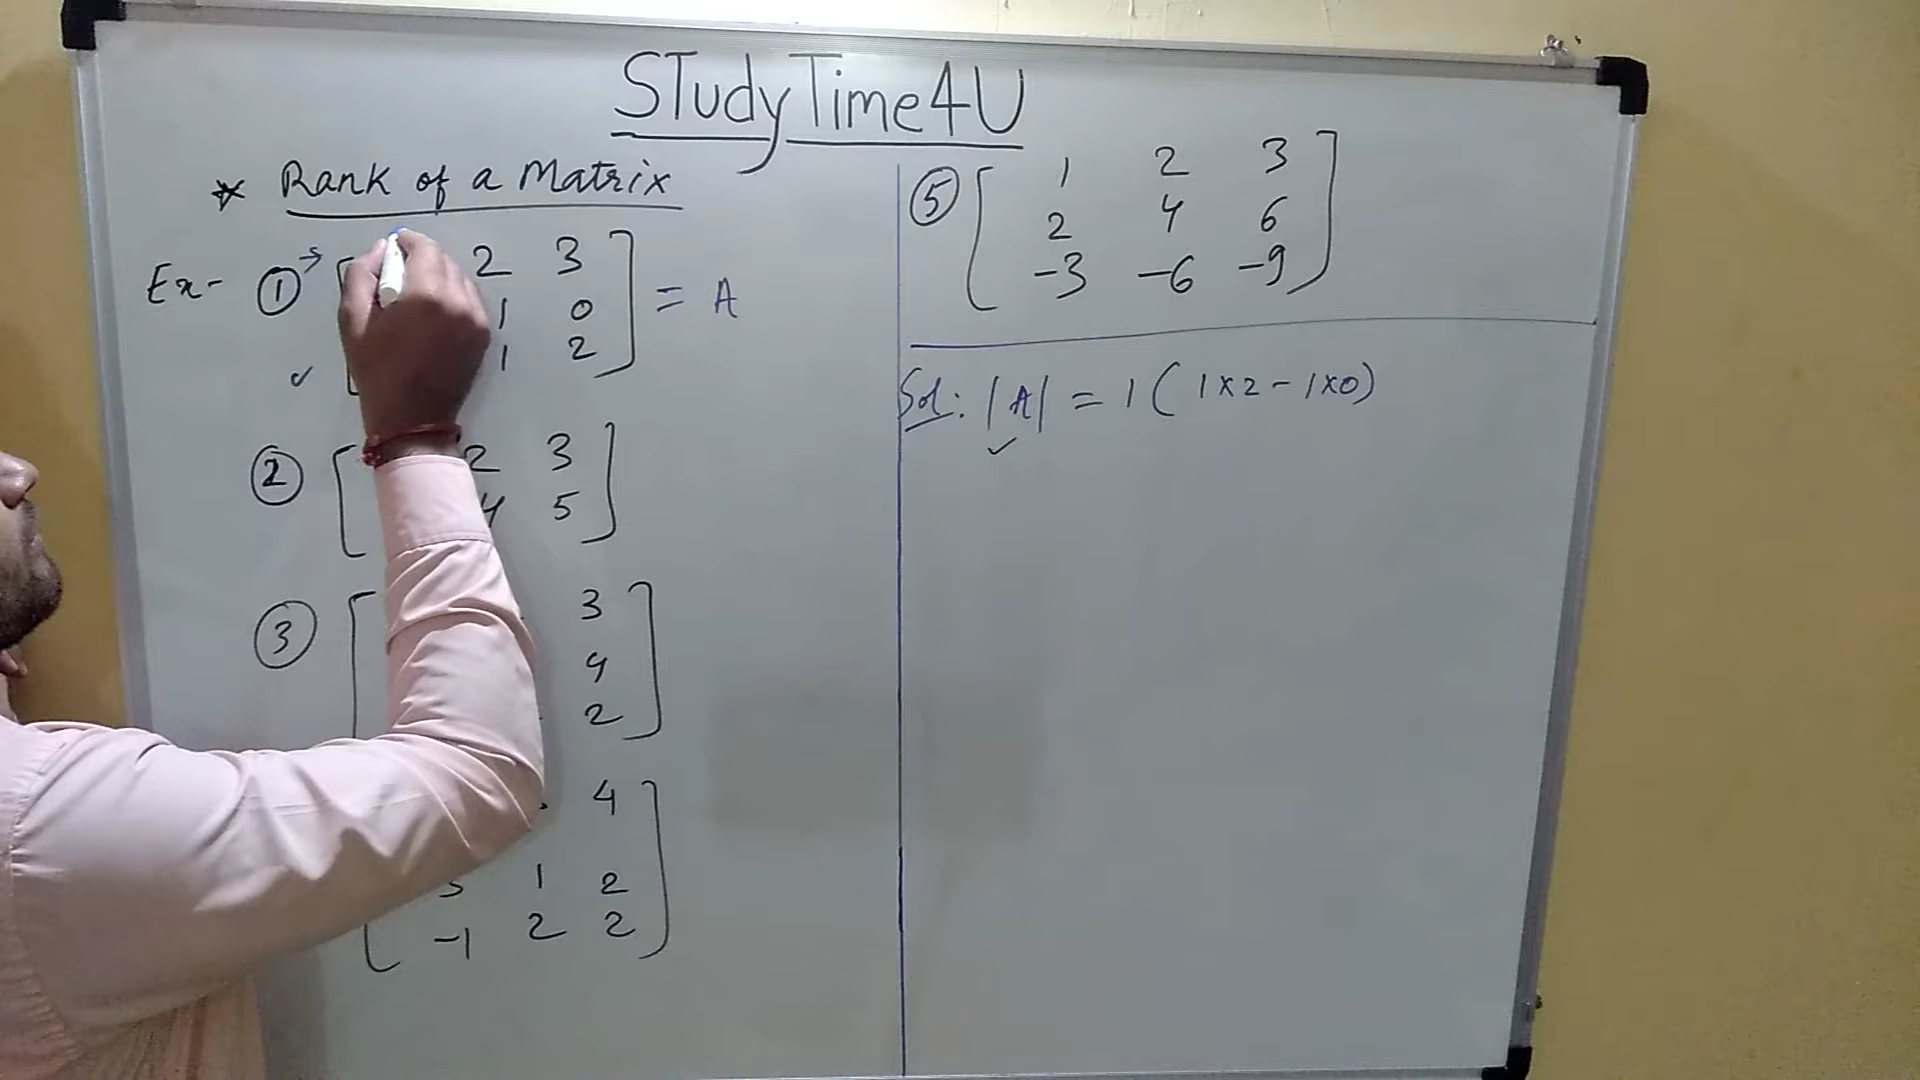 STudyTime4U
* Rank of a Matrix
Ex- ① → [ 2 3 ] = A
1 0
✓ 1 2
② [ 2 3 ]
4 5
③ [ 3 ]
4
2
4 ]
1 2
-1 2 2
⑤ [ 1 2 3 ]
2 4 6
-3 -6 -9
Sol: |A| = 1 ( 1×2 - 1×0)
✓